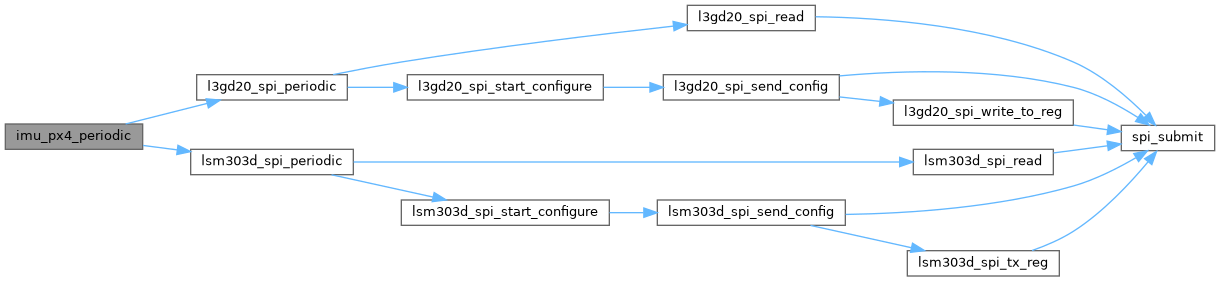 l3gd20_spi_read
l3gd20_spi_periodic
l3gd20_spi_start_configure
l3gd20_spi_send_config
l3gd20_spi_write_to_reg
imu_px4_periodic
spi_submit
lsm303d_spi_periodic
lsm303d_spi_read
lsm303d_spi_start_configure
lsm303d_spi_send_config
lsm303d_spi_tx_reg